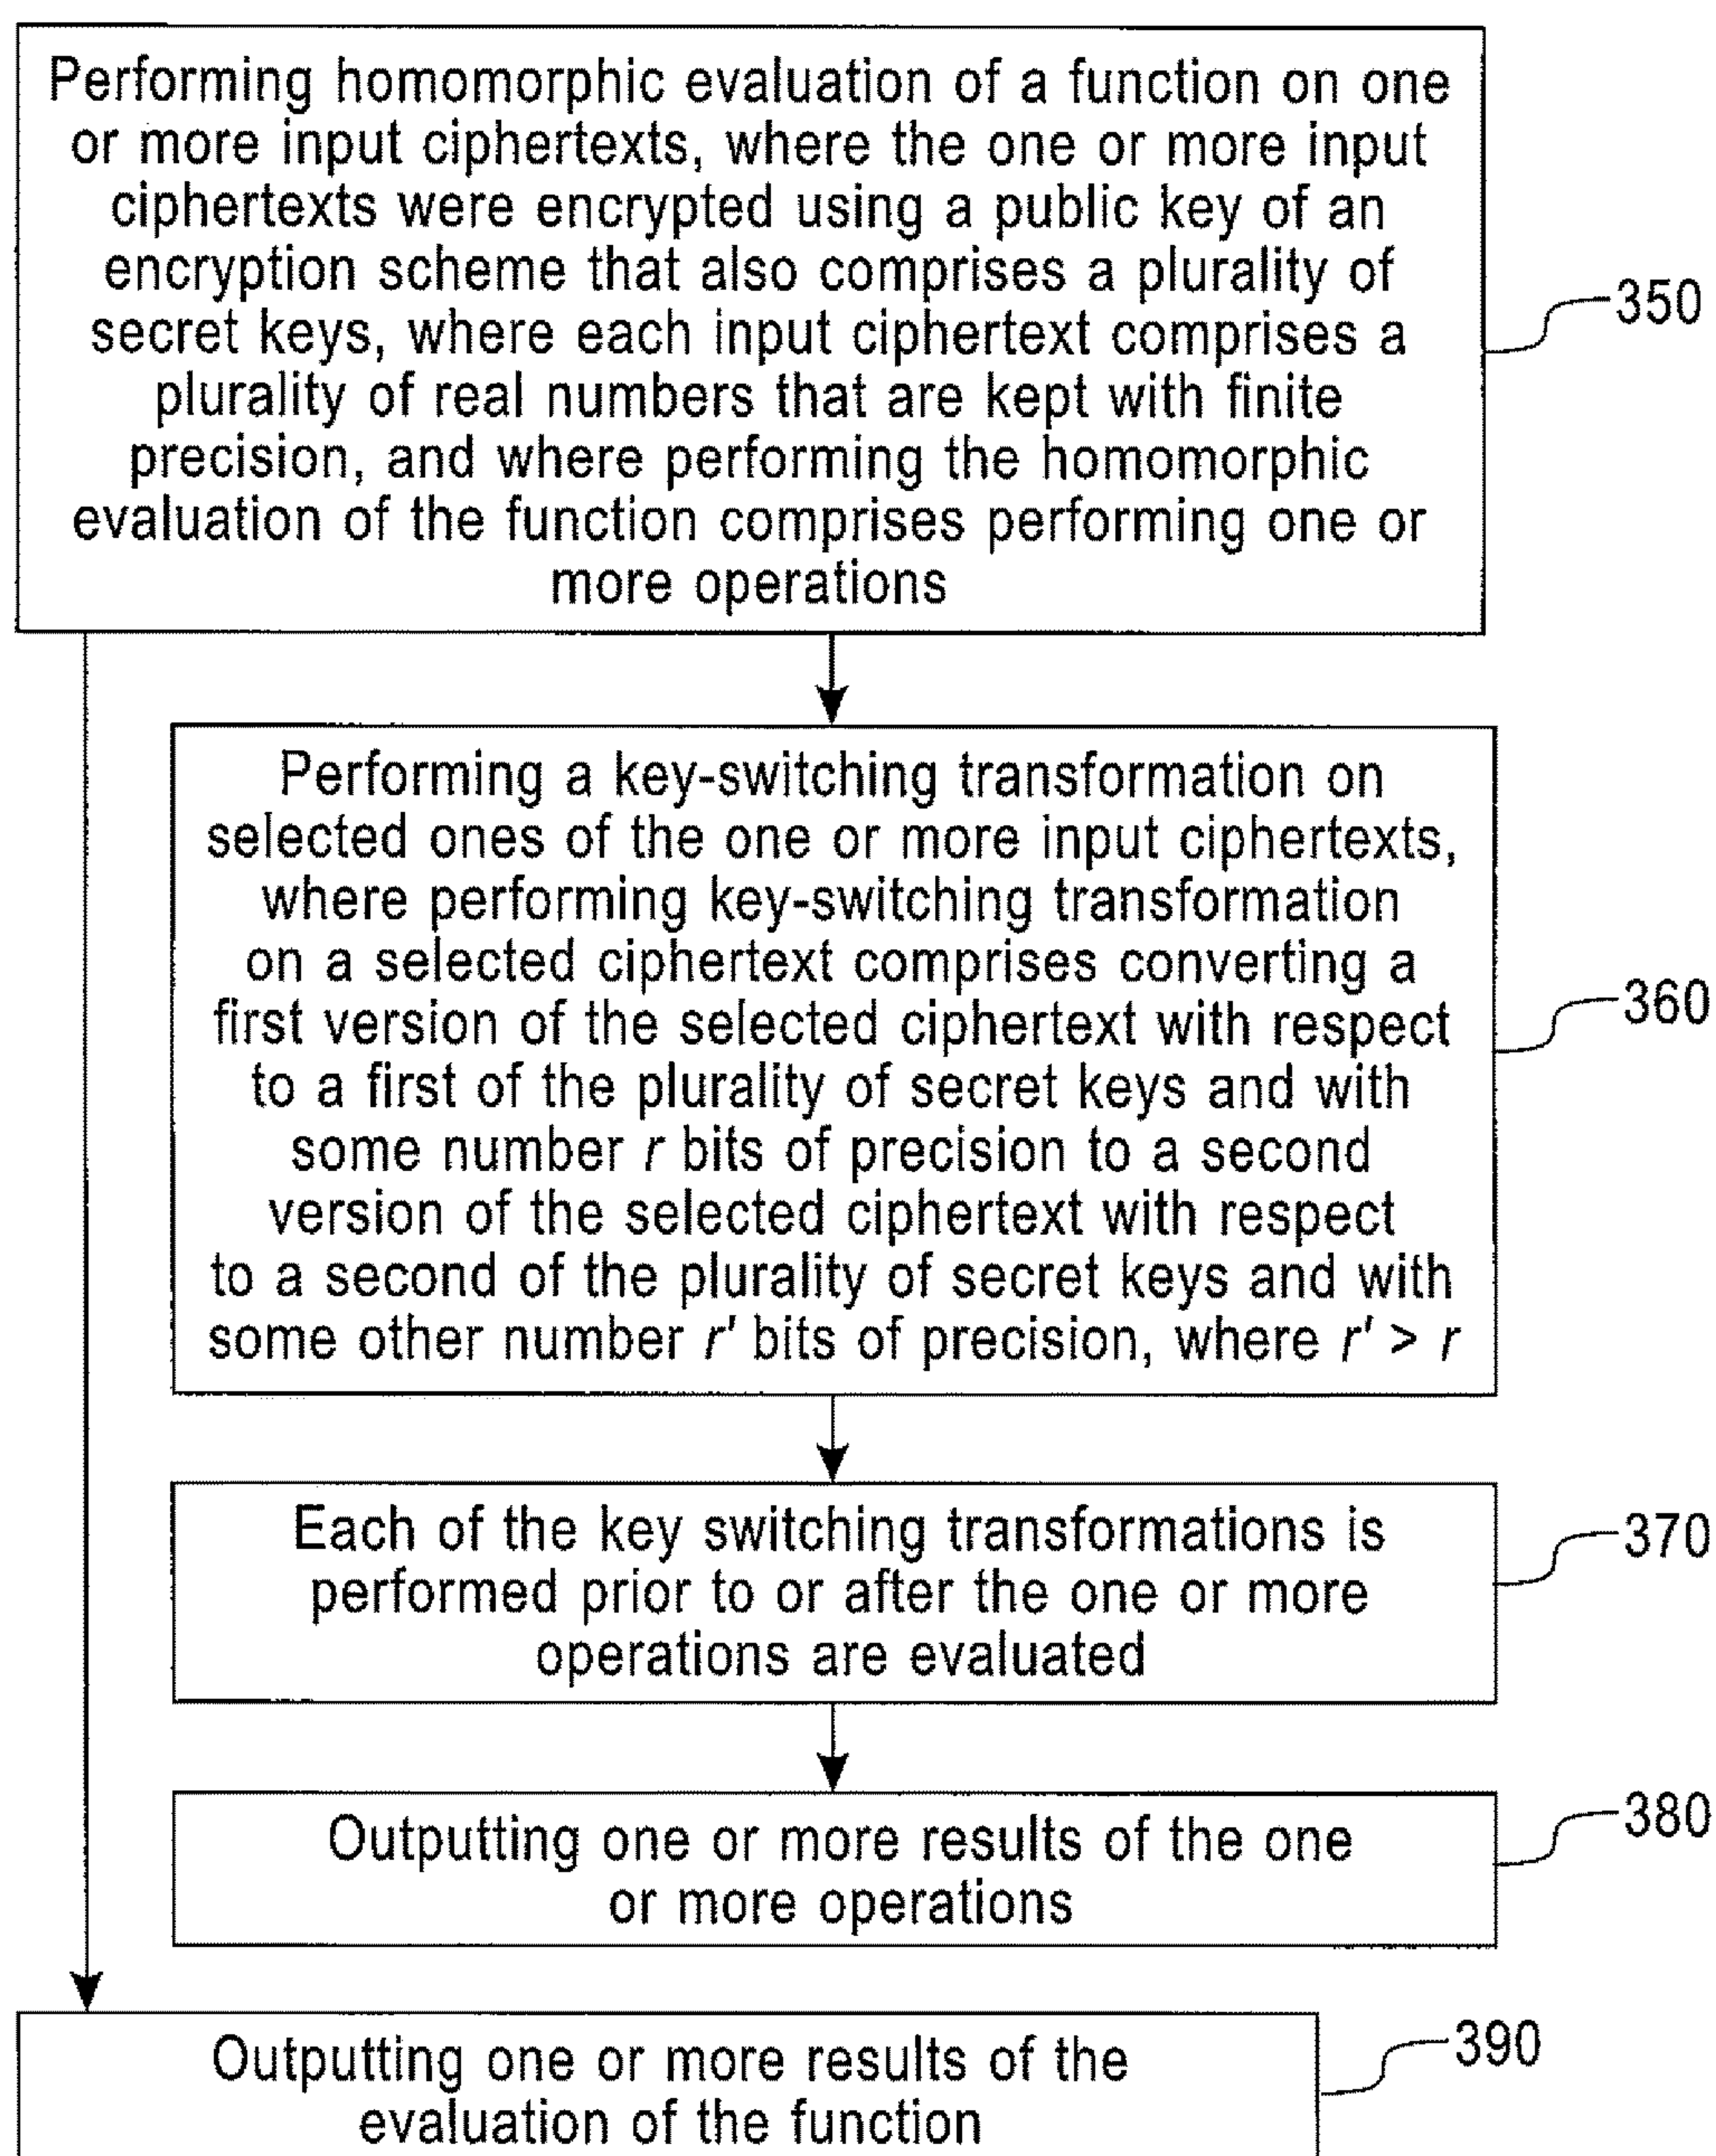 Performing homomorphic evaluation of a function on one
or more input ciphertexts, where the one or more input
ciphertexts were encrypted using a public key of an
encryption scheme that also comprises a plurality of
secret keys, where each input ciphertext comprises a
plurality of real numbers that are kept with finite
precision, and where performing the homomorphic
evaluation of the function comprises performing one or
more operations
350
Performing a key-switching transformation on
selected ones of the one or more input ciphertexts,
where performing key-switching transformation
on a selected ciphertext comprises converting a
first version of the selected ciphertext with respect
to a first of the plurality of secret keys and with
some number r bits of precision to a second
version of the selected ciphertext with respect
to a second of the plurality of secret keys and with
some other number r' bits of precision, where r' > r
360
Each of the key switching transformations is
performed prior to or after the one or more
operations are evaluated
370
Outputting one or more results of the one
or more operations
380
Outputting one or more results of the
evaluation of the function
390